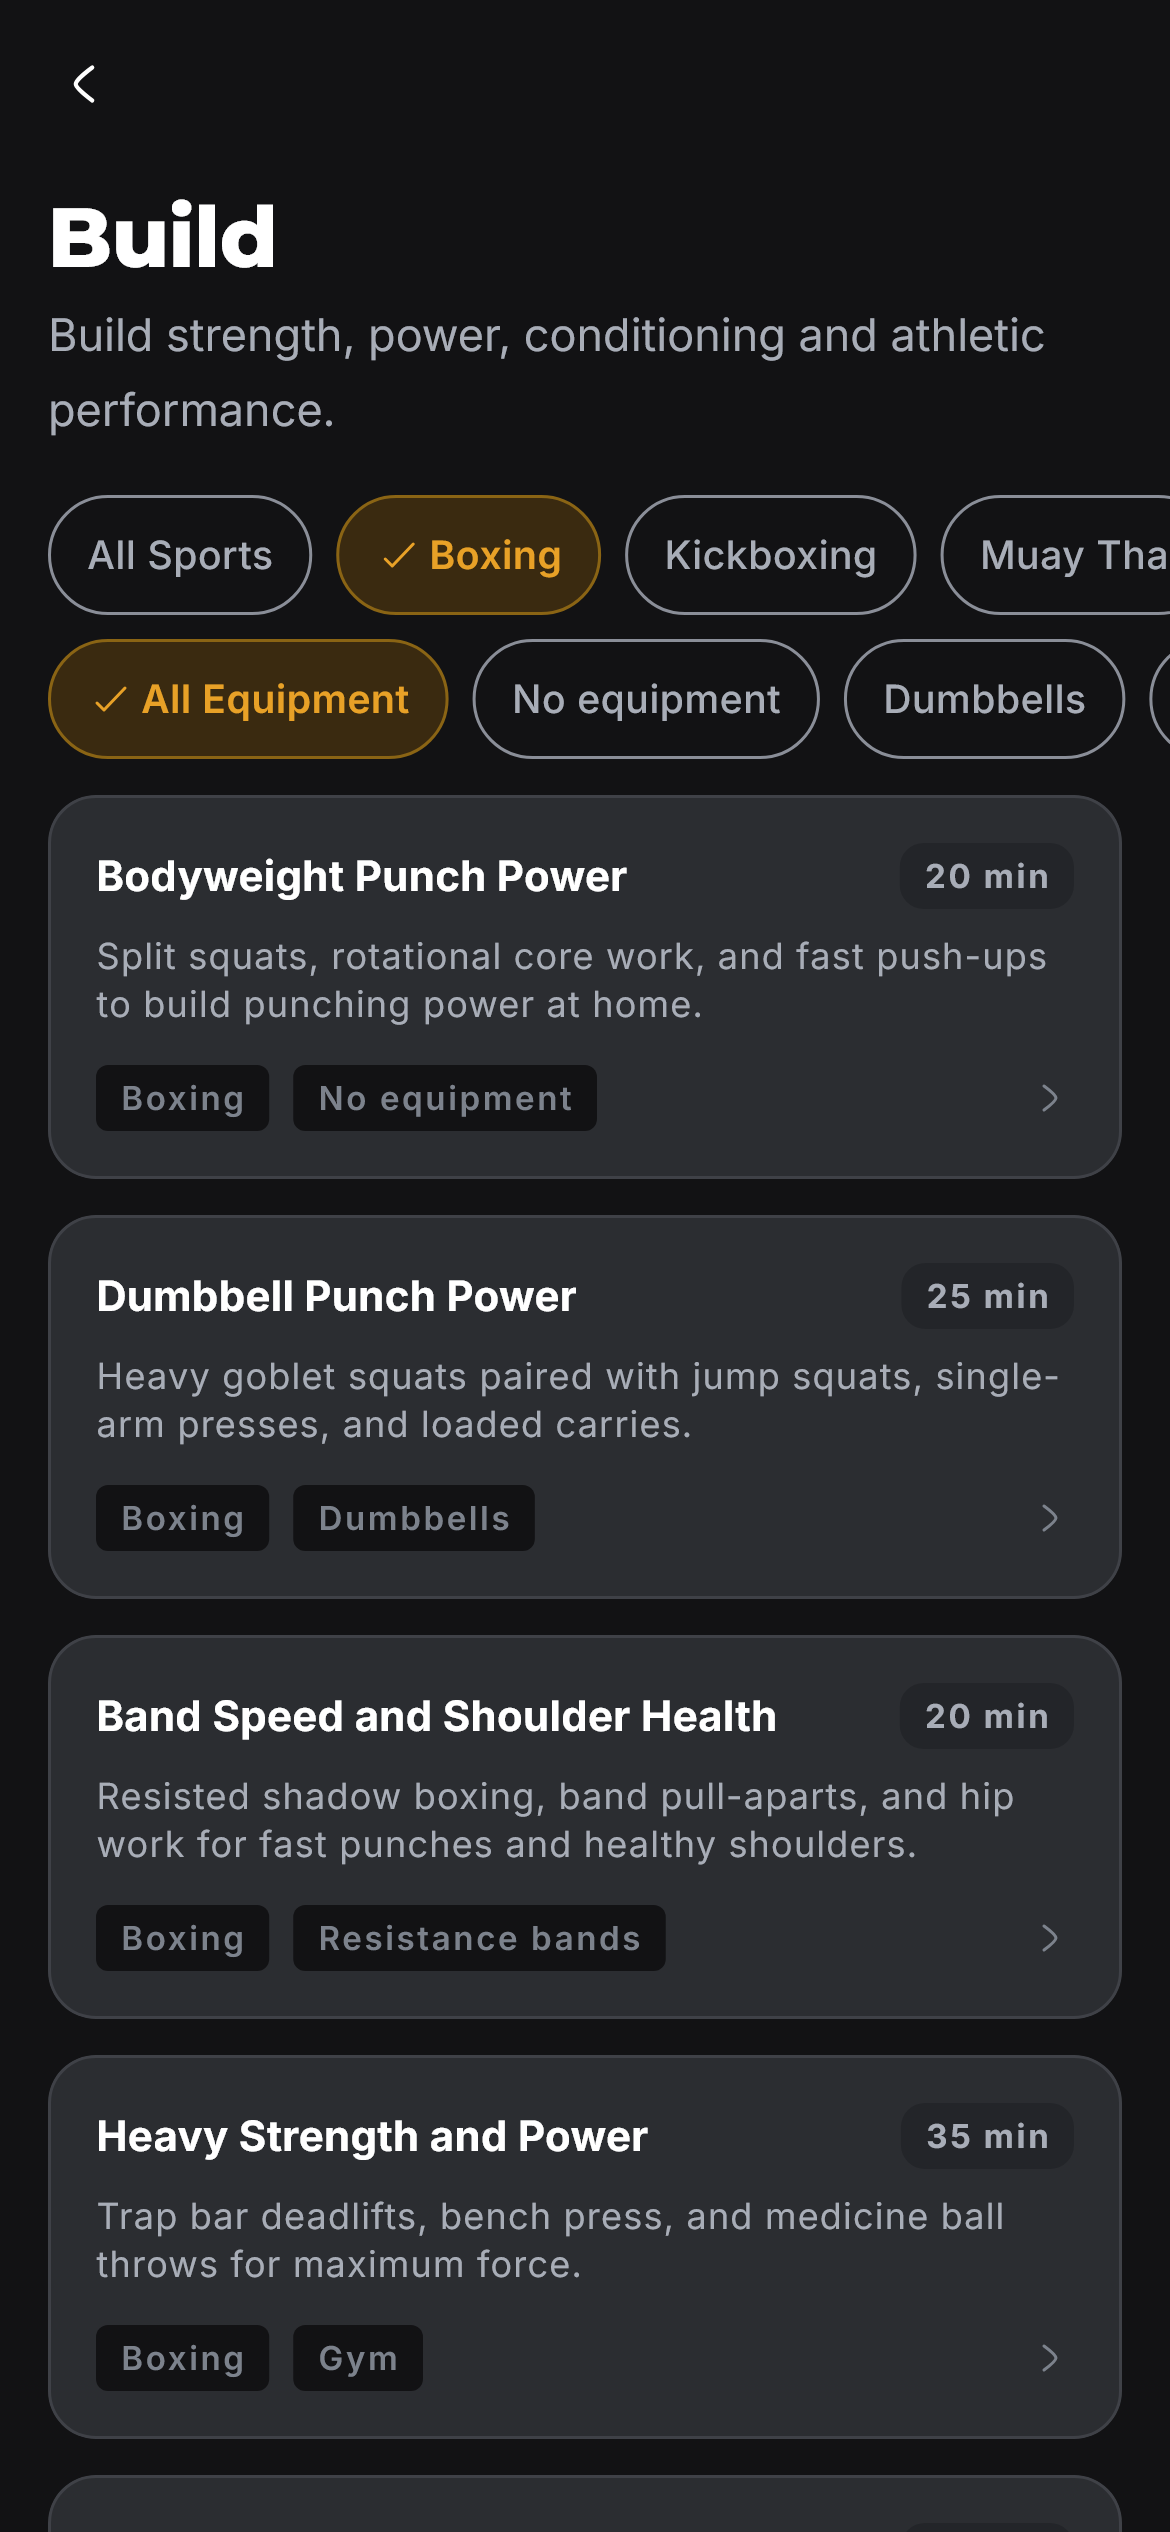 Build
Build strength, power, conditioning and athletic
performance.
All Sports
Boxing
Kickboxing
Muay Tha
All Equipment
No equipment
Dumbbells
Bodyweight Punch Power
20 min
Split squats, rotational core work, and fast push-ups
to build punching power at home.
Boxing
No equipment
Dumbbell Punch Power
25 min
Heavy goblet squats paired with jump squats, single-
arm presses, and loaded carries.
Boxing
Dumbbells
Band Speed and Shoulder Health
20 min
Resisted shadow boxing, band pull-aparts, and hip
work for fast punches and healthy shoulders.
Boxing
Resistance bands
Heavy Strength and Power
35 min
Trap bar deadlifts, bench press, and medicine ball
throws for maximum force.
Boxing
Gym